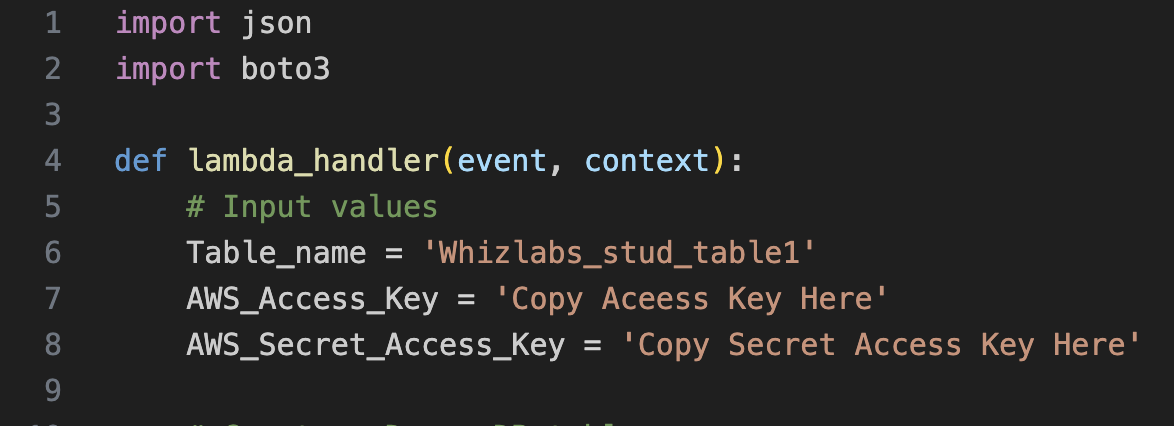 1 import json
2 import boto3
3
4 def lambda_handler(event, context):
5 # Input values
6 Table_name = 'Whizlabs_stud_table1'
7 AWS_Access_Key = 'Copy Aceess Key Here'
8 AWS_Secret_Access_Key = 'Copy Secret Access Key Here'
9